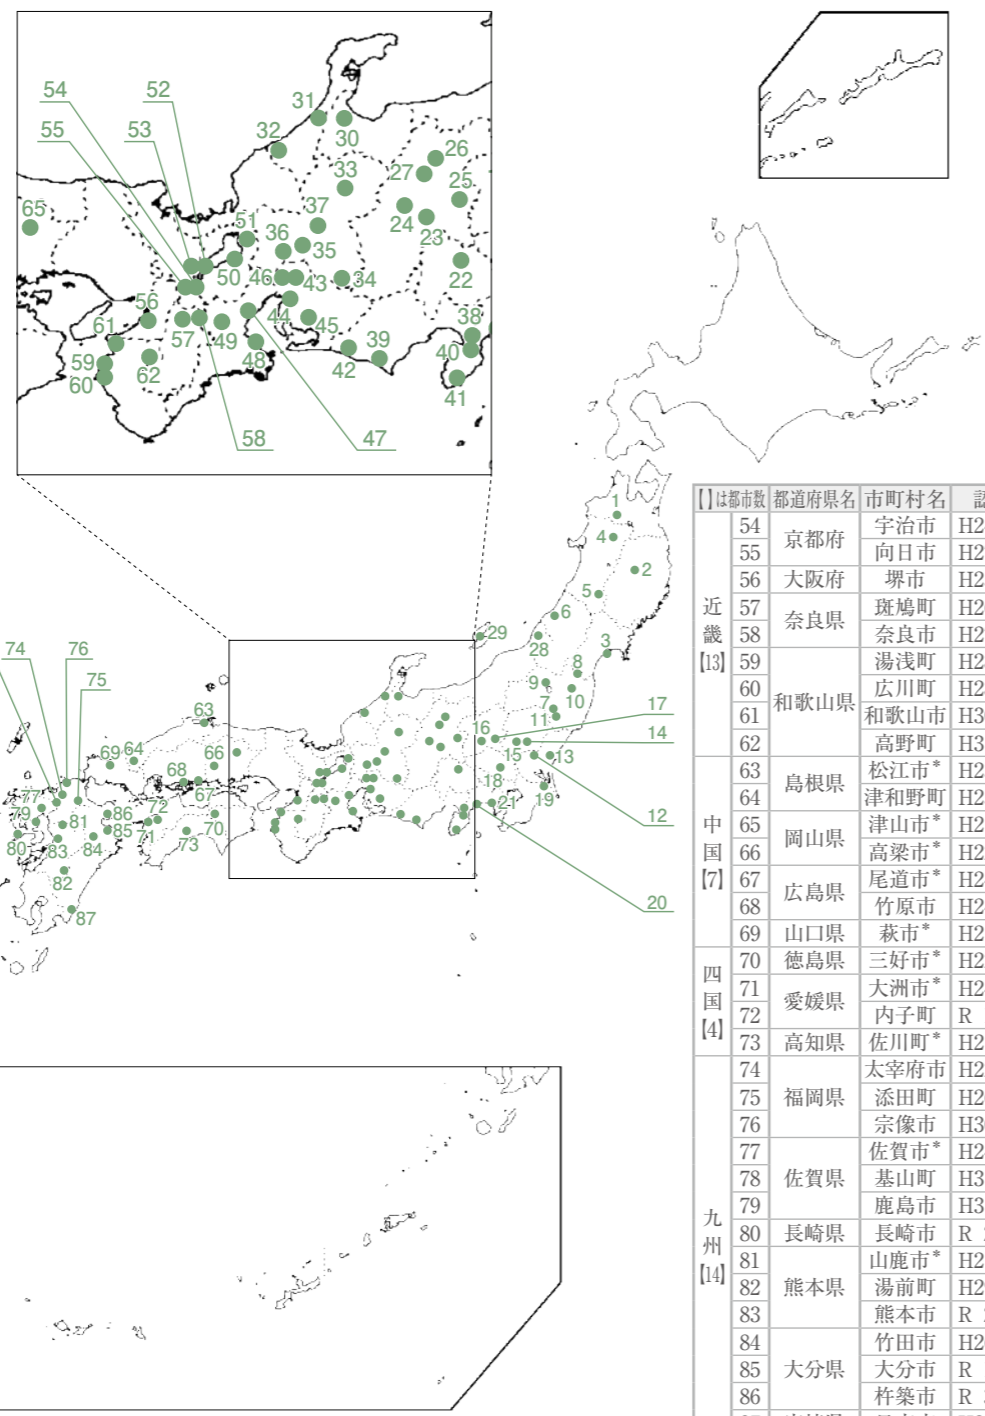 54
52
55
53
31
30
32
26
27
33
25
65
37
24
23
51
36
35
22
50
46
43
34
56
44
38
61
45
39
40
57
49
59
48
42
62
60
41
58
47
1
4
2
5
6
29
28
3
74
76
75
8
9
10
17
63
7
11
16
14
69
64
66
15
13
68
18
77
67
19
12
79
86
72
21
81
85
71
70
80
83
84
73
82
20
87
【】は都市数 都道府県名 市町村名 認
近畿【13】
54 京都府 宇治市 H2
55 向日市 H2
56 大阪府 堺市 H2
57 奈良県 斑鳩町 H2
58 奈良市 H2
59 和歌山県 湯浅町 H2
60 広川町 H2
61 和歌山市 H3
62 高野町 H3
中国【7】
63 島根県 松江市* H2
64 津和野町 H2
65 岡山県 津山市* H2
66 高梁市* H2
67 広島県 尾道市* H2
68 竹原市 H2
69 山口県 萩市* H2
四国【4】
70 徳島県 三好市* H2
71 愛媛県 大洲市* H2
72 内子町 R
73 高知県 佐川町* H2
九州【14】
74 福岡県 太宰府市 H2
75 添田町 H2
76 宗像市 H3
77 佐賀県 佐賀市* H2
78 基山町 H3
79 鹿島市 H3
80 長崎県 長崎市 R
81 熊本県 山鹿市* H2
82 湯前町 H2
83 熊本市 R
84 大分県 竹田市 H2
85 大分市 R
86 杵築市 R